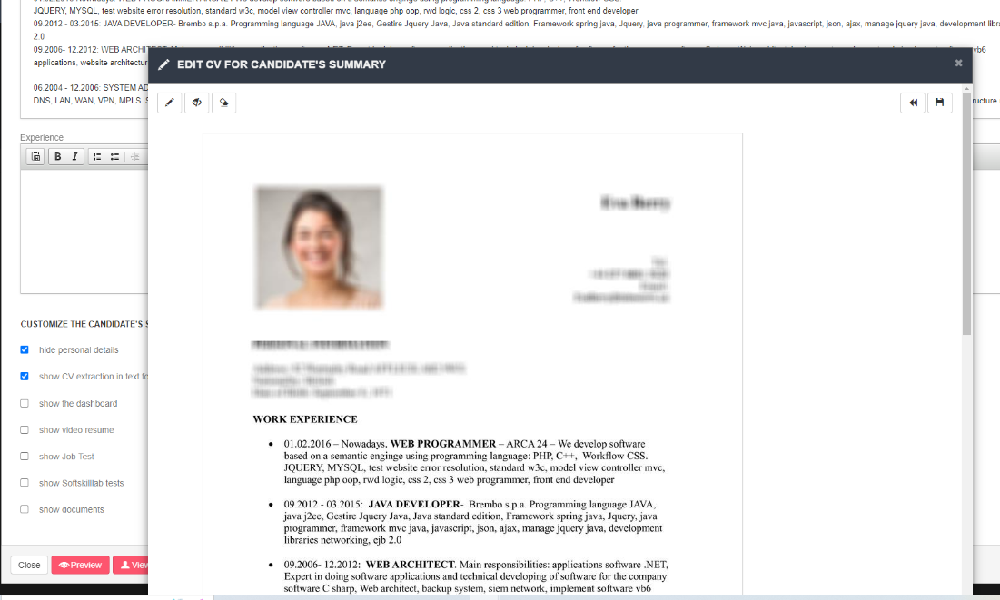 JQUERY, MYSQL, test website error resolution, standard w3c, model view controller mvc, language php oop, rwd logic, css 2, css 3 web programmer, front end developer
09.2012 - 03.2015: JAVA DEVELOPER- Brembo s.p.a. Programming language JAVA, java j2ee, Gestire Jquery Java, Java standard edition, Framework spring java, Jquery, java programmer, framework mvc java, javascript, json, ajax, manage jquery java, development libra
2.0
09.2006- 12.2012: WEB ARCHITECT
vb6
applications, website architectur
06.2004 - 12.2006: SYSTEM AD
DNS, LAN, WAN, VPN, MPLS. S
ructure
EDIT CV FOR CANDIDATE'S SUMMARY
Experience
B I
WORK EXPERIENCE
• 01.02.2016 – Nowadays. WEB PROGRAMMER – ARCA 24 – We develop software
based on a semantic enginge using programming language: PHP, C++, Workflow CSS.
JQUERY, MYSQL, test website error resolution, standard w3c, model view controller mvc,
language php oop, rwd logic, css 2, css 3 web programmer, front end developer
• 09.2012 - 03.2015: JAVA DEVELOPER- Brembo s.p.a. Programming language JAVA,
java j2ee, Gestire Jquery Java, Java standard edition, Framework spring java, Jquery, java
programmer, framework mvc java, javascript, json, ajax, manage jquery java, development
libraries networking, ejb 2.0
• 09.2006- 12.2012: WEB ARCHITECT. Main responsibilities: applications software .NET,
Expert in doing software applications and technical developing of software for the company
software C sharp, Web architect, backup system, siem network, implement software vb6
CUSTOMIZE THE CANDIDATE'S S
hide personal details
show CV extraction in text fo
show the dashboard
show video resume
show Job Test
show Softskilllab tests
show documents
Close
Preview
View